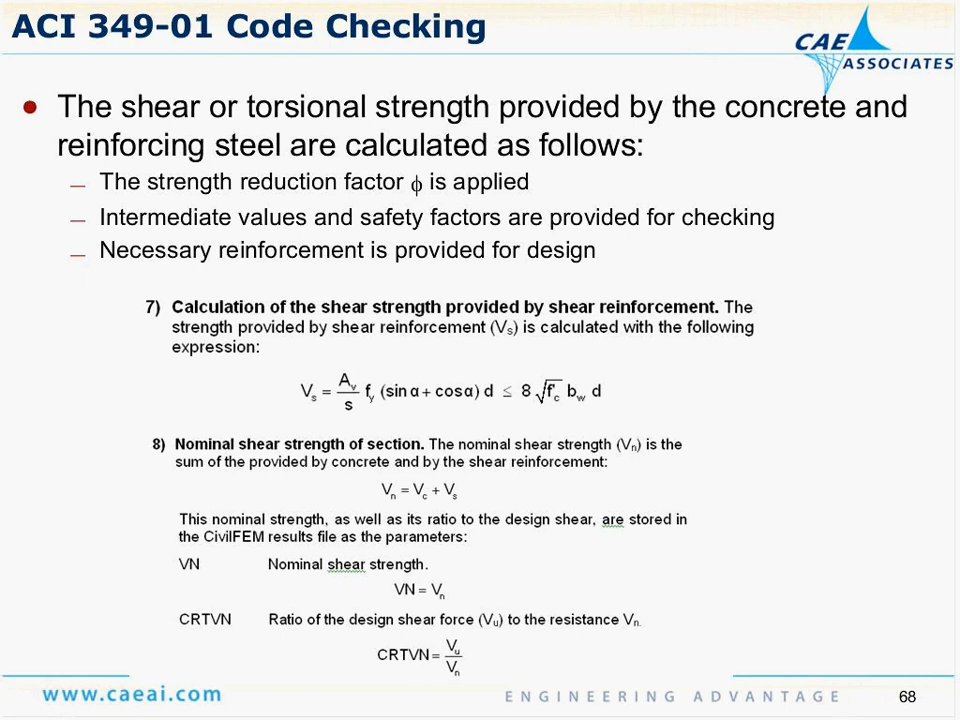 ACI 349-01 Code Checking
CAE
ASSOCIATES
● The shear or torsional strength provided by the concrete and
reinforcing steel are calculated as follows:
— The strength reduction factor ϕ is applied
— Intermediate values and safety factors are provided for checking
— Necessary reinforcement is provided for design
7) Calculation of the shear strength provided by shear reinforcement. The
strength provided by shear reinforcement (Vs) is calculated with the following
expression:
Vs = Av/s fy (sin α + cos α) d ≤ 8 √f'c bw d
8) Nominal shear strength of section. The nominal shear strength (Vn) is the
sum of the provided by concrete and by the shear reinforcement:
Vn = Vc + Vs
This nominal strength, as well as its ratio to the design shear, are stored in
the CivilFEM results file as the parameters:
VN Nominal shear strength.
VN = Vn
CRTVN Ratio of the design shear force (Vu) to the resistance Vn.
CRTVN = Vu/Vn
www.caeai.com ENGINEERING ADVANTAGE 68